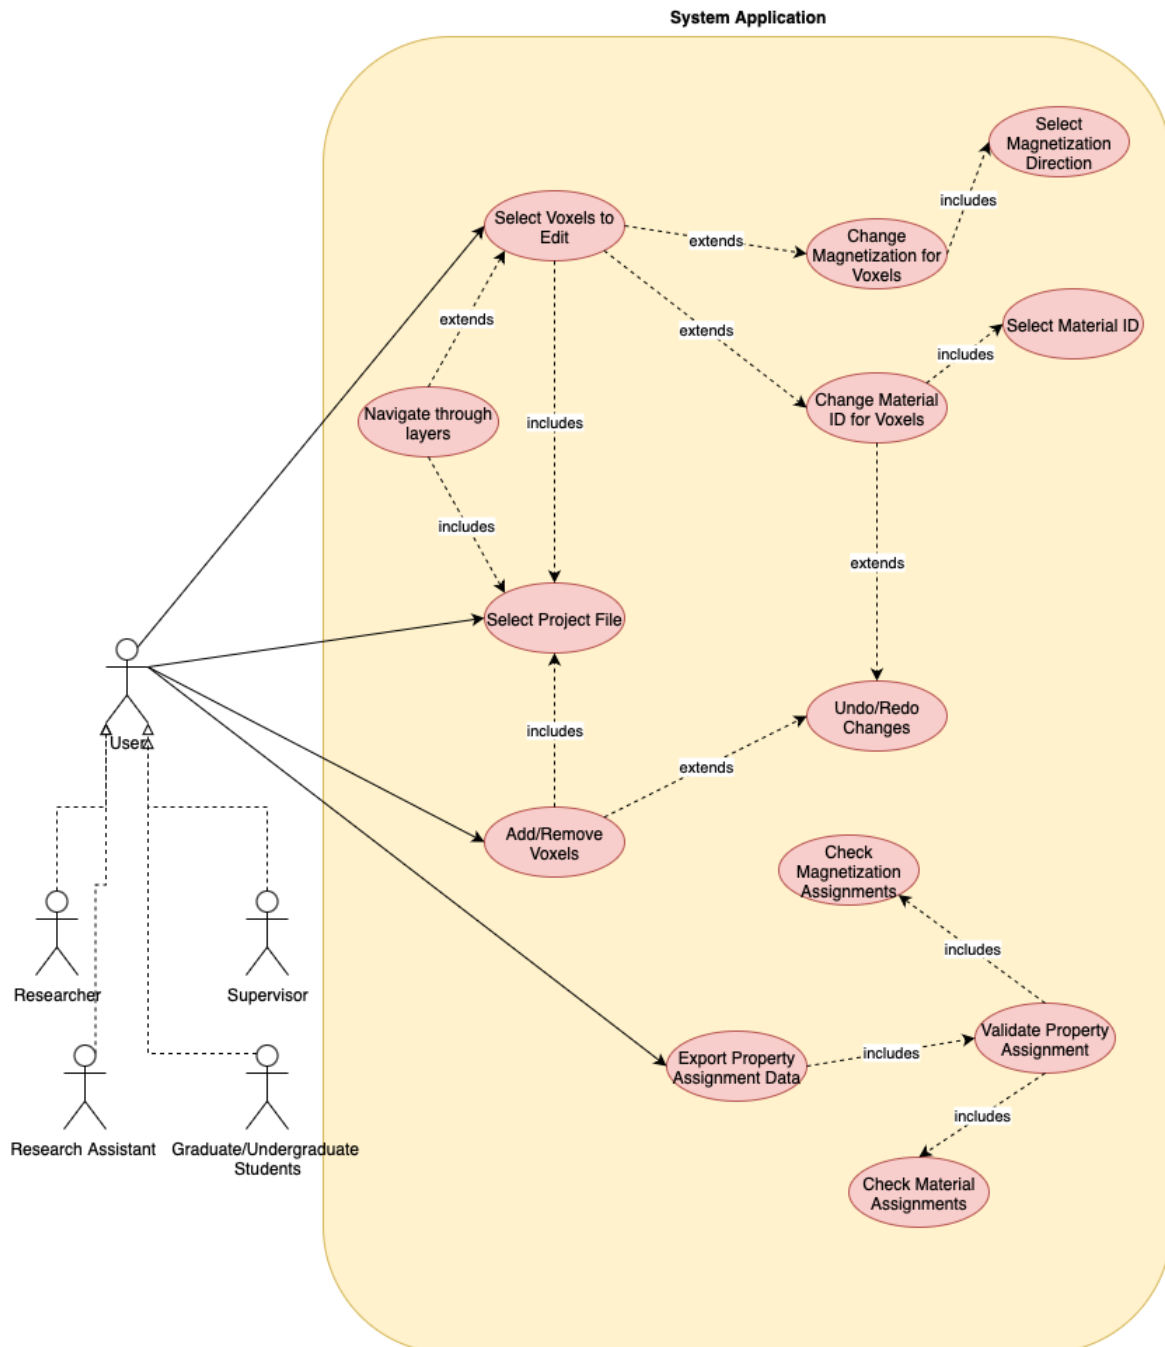 System Application
Select
Magnetization
Direction
includes
Select Voxels to
Edit
extends
Change
Magnetization for
Voxels
extends
extends
Select Material ID
includes
Navigate through
layers
includes
Change Material
ID for Voxels
includes
extends
Select Project File
User
includes
extends
Undo/Redo
Changes
Add/Remove
Voxels
Check
Magnetization
Assignments
includes
Researcher
Supervisor
Export Property
Assignment Data
includes
Validate Property
Assignment
includes
Research Assistant
Graduate/Undergraduate
Students
Check Material
Assignments